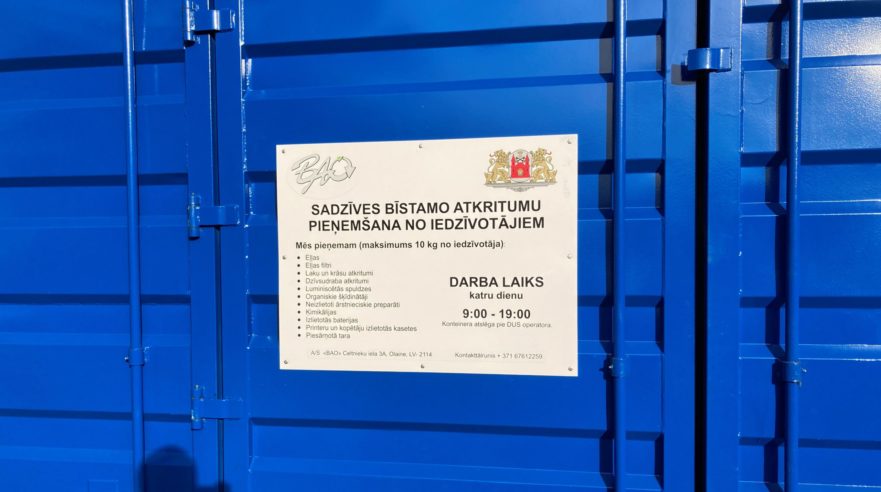 BAO
SADZĪVES BĪSTAMO ATKRITUMU
PIEŅEMŠANA NO IEDZĪVOTĀJIEM
Mēs pieņemam (maksimums 10 kg no iedzīvotāja):
• Eļļas
• Eļļas filtri
• Laku un krāsu atkritumi
• Dzīvsudraba atkritumi
• Luminiscētās spuldzes
• Organiskie šķīdinātāji
• Neizlietoti ārstnieciskie preparāti
• Ķimikālijas
• Izlietotās baterijas
• Printeru un kopētāju izlietotās kasetes
• Piesārņotā tara
DARBA LAIKS
katru dienu
9:00 - 19:00
Konteinera atslēga pie DUS operatora.
A/S «BAO» Celtnieku iela 3A, Olaine, LV- 2114
Kontakttālrunis + 371 67612259